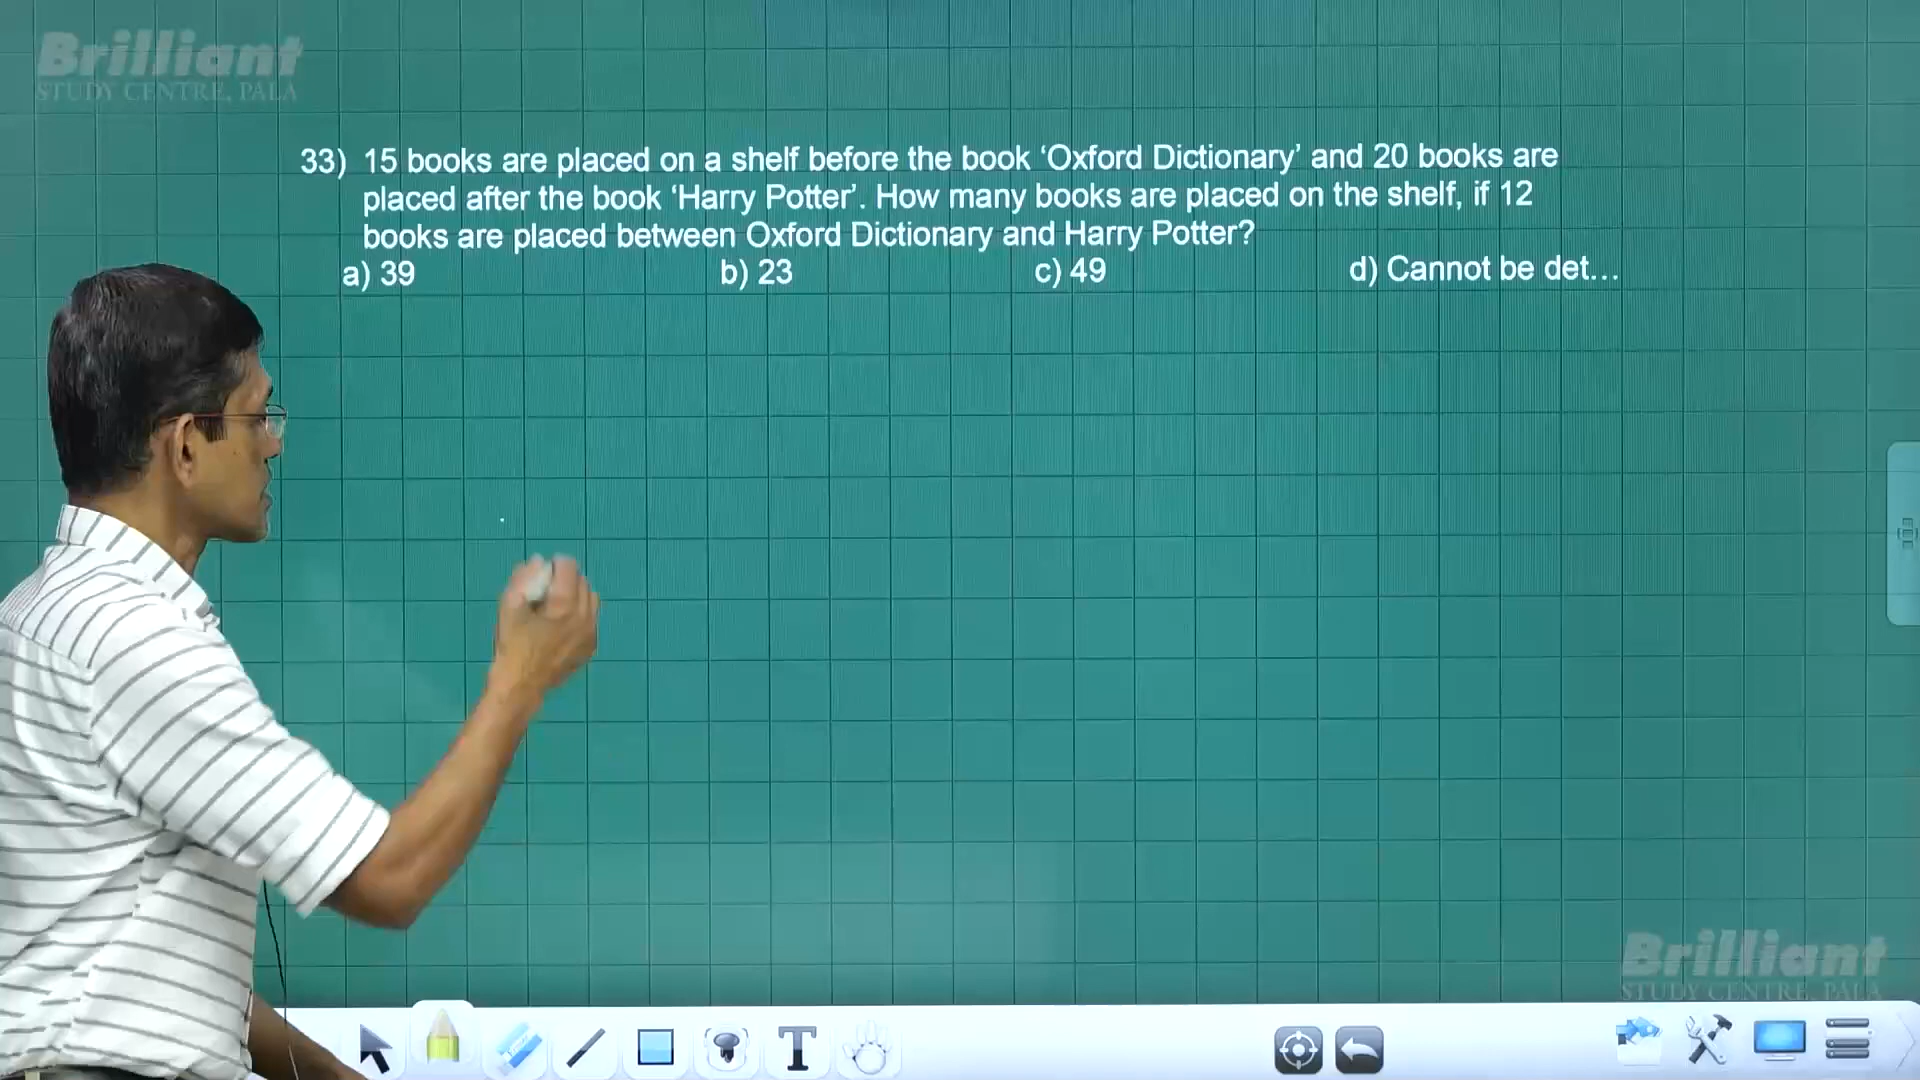 Brilliant
STUDY CENTRE, PALA
33) 15 books are placed on a shelf before the book ‘Oxford Dictionary’ and 20 books are
placed after the book ‘Harry Potter’. How many books are placed on the shelf, if 12
books are placed between Oxford Dictionary and Harry Potter?
a) 39 b) 23 c) 49 d) Cannot be det...
Brilliant
STUDY CENTRE, PALA
T